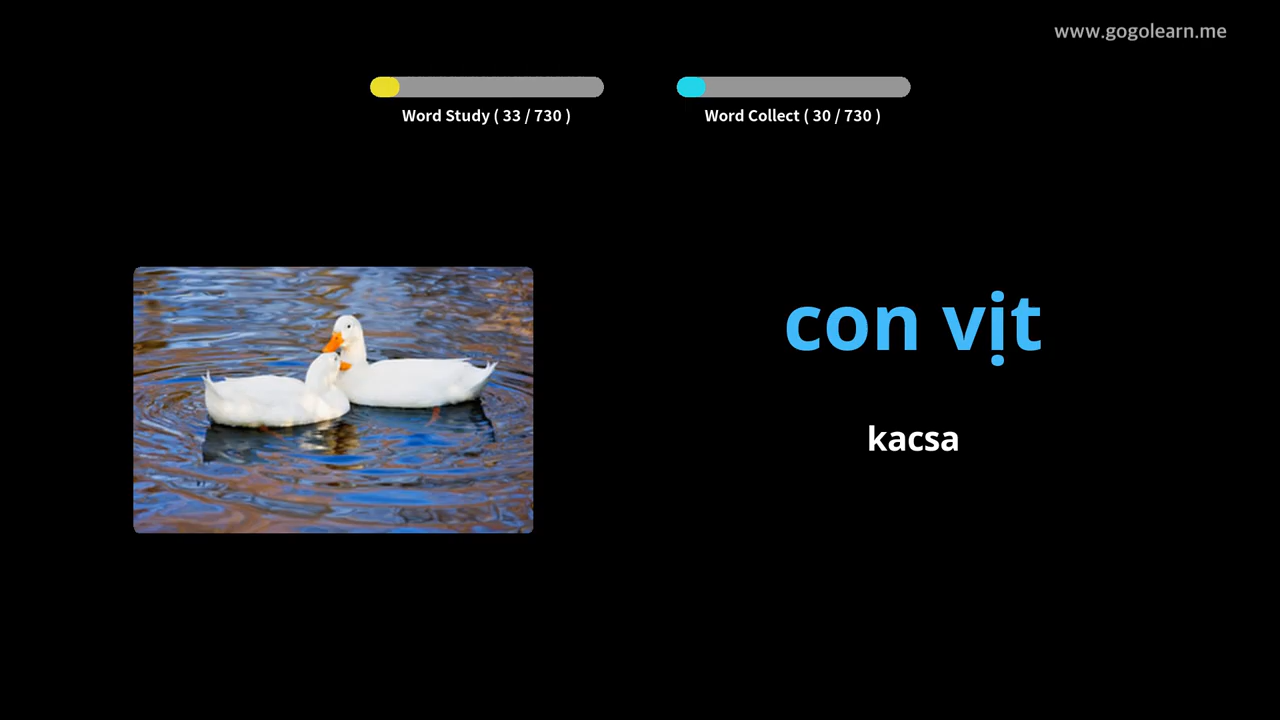 www.gogolearn.me
Word Study ( 33 / 730 )
Word Collect ( 30 / 730 )
con vịt
kacsa